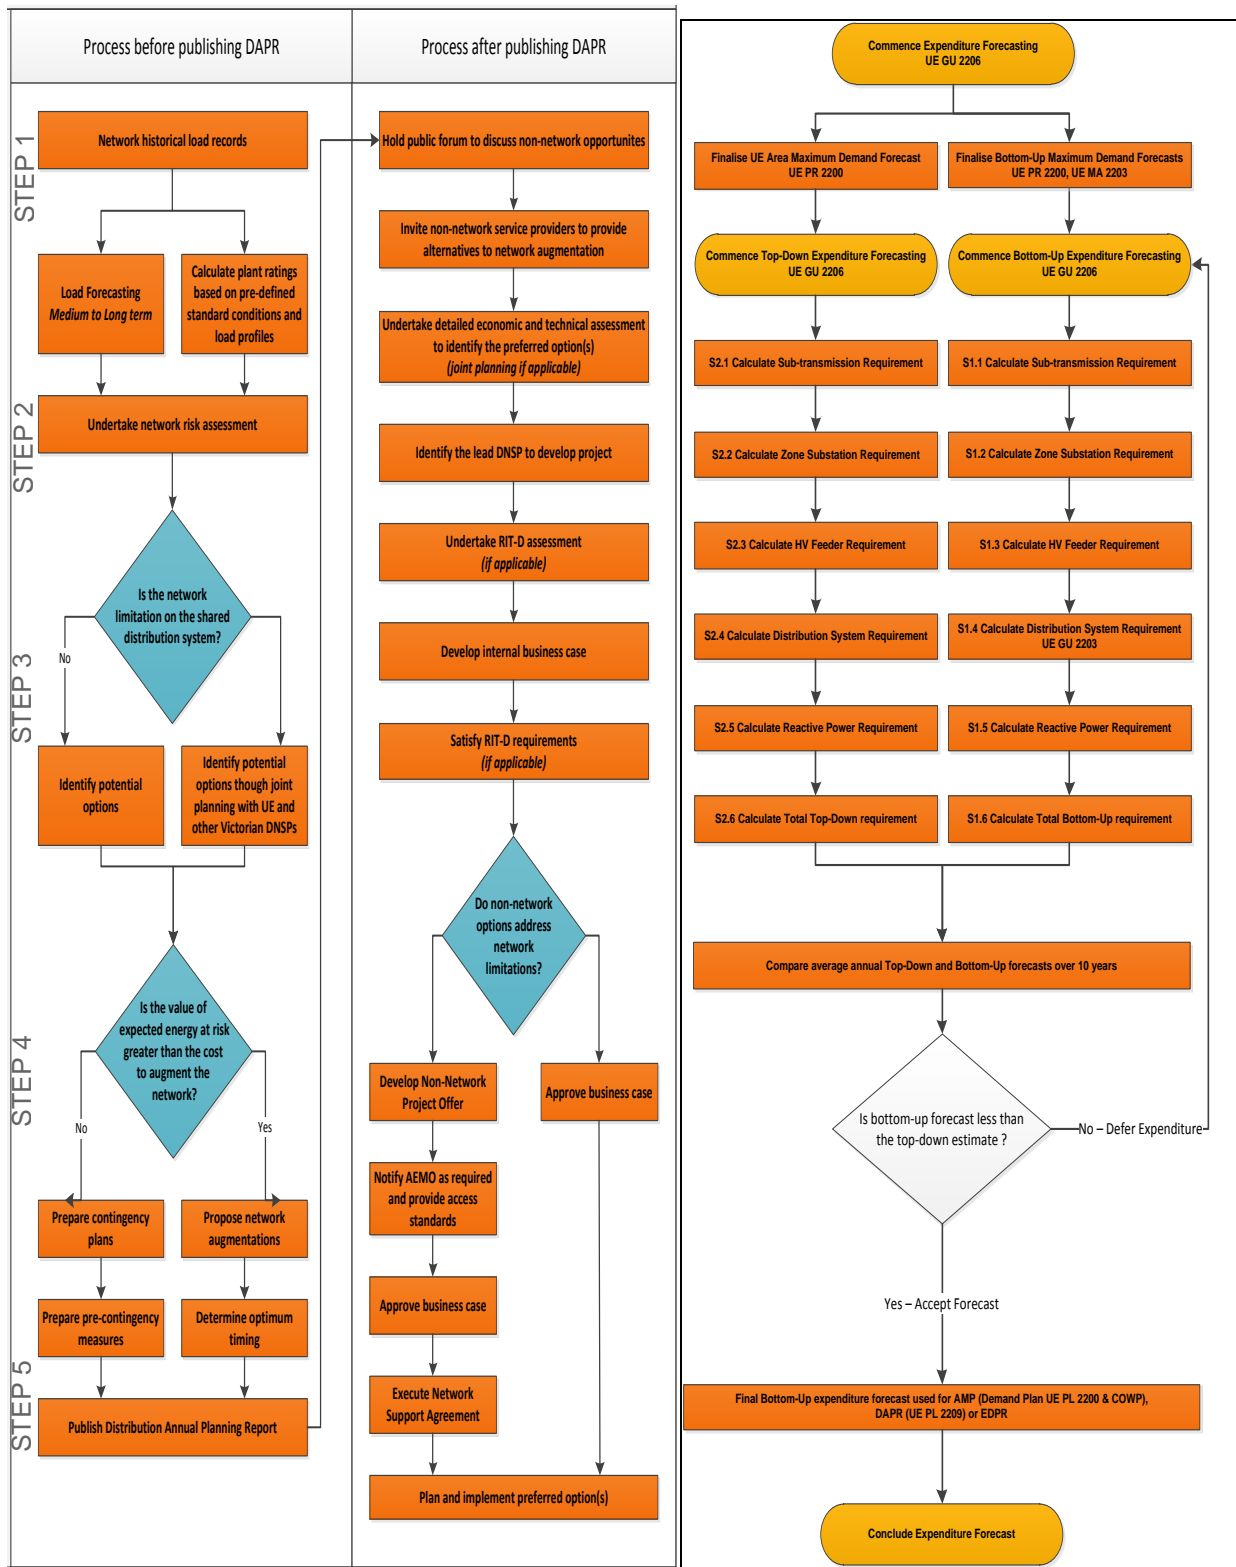 Process before publishing DAPR
STEP 1
Network historical load records
Load Forecasting
Medium to Long term
Calculate plant ratings
based on pre-defined
standard conditions and
load profiles
STEP 2
Undertake network risk assessment
STEP 3
Is the network
limitation on the shared
distribution system?
No
Identify potential
options
Identify potential
options though joint
planning with UE and
other Victorian DNSPs
STEP 4
Is the value of
expected energy at risk
greater than the cost
to augment the
network?
No
Yes
Prepare contingency
plans
Propose network
augmentations
Prepare pre-contingency
measures
Determine optimum
timing
STEP 5
Publish Distribution Annual Planning Report
Process after publishing DAPR
Hold public forum to discuss non-network opportunites
Invite non-network service providers to provide
alternatives to network augmentation
Undertake detailed economic and technical assessment
to identify the preferred option(s)
(joint planning if applicable)
Identify the lead DNSP to develop project
Undertake RIT-D assessment
(if applicable)
Develop internal business case
Satisfy RIT-D requirements
(if applicable)
Do non-network
options address
network
limitations?
Develop Non-Network
Project Offer
Approve business case
Notify AEMO as required
and provide access
standards
Approve business case
Execute Network
Support Agreement
Plan and implement preferred option(s)
Commence Expenditure Forecasting
UE GU 2206
Finalise UE Area Maximum Demand Forecast
UE PR 2200
Finalise Bottom-Up Maximum Demand Forecasts
UE PR 2200, UE MA 2203
Commence Top-Down Expenditure Forecasting
UE GU 2206
Commence Bottom-Up Expenditure Forecasting
UE GU 2206
S2.1 Calculate Sub-transmission Requirement
S1.1 Calculate Sub-transmission Requirement
S2.2 Calculate Zone Substation Requirement
S1.2 Calculate Zone Substation Requirement
S2.3 Calculate HV Feeder Requirement
S1.3 Calculate HV Feeder Requirement
S2.4 Calculate Distribution System Requirement
S1.4 Calculate Distribution System Requirement
UE GU 2203
S2.5 Calculate Reactive Power Requirement
S1.5 Calculate Reactive Power Requirement
S2.6 Calculate Total Top-Down requirement
S1.6 Calculate Total Bottom-Up requirement
Compare average annual Top-Down and Bottom-Up forecasts over 10 years
Is bottom-up forecast less than
the top-down estimate ?
No – Defer Expenditure
Yes – Accept Forecast
Final Bottom-Up expenditure forecast used for AMP (Demand Plan UE PL 2200 & COWP),
DAPR (UE PL 2209) or EDPR
Conclude Expenditure Forecast